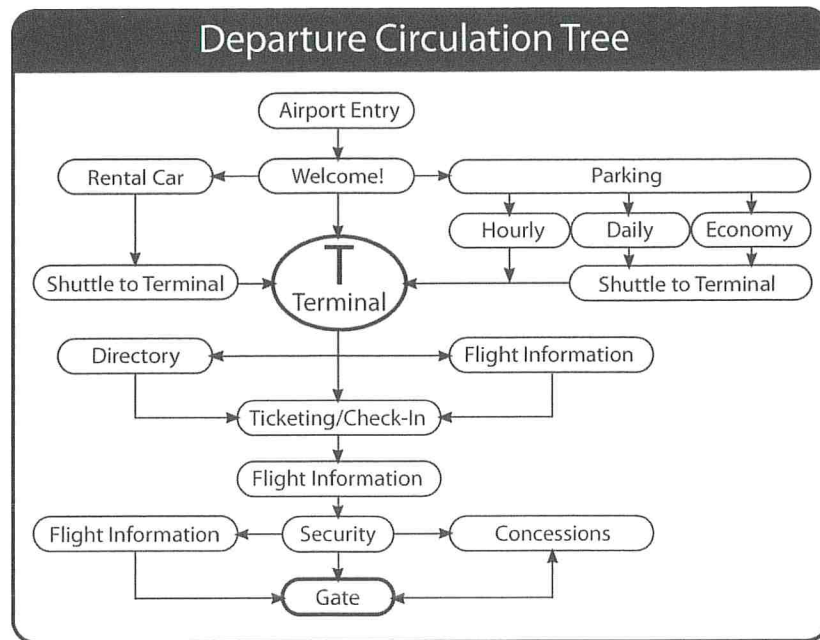 Departure Circulation Tree
Airport Entry
Rental Car
Welcome!
Parking
Hourly
Daily
Economy
T
Terminal
Shuttle to Terminal
Shuttle to Terminal
Directory
Flight Information
Ticketing/Check-In
Flight Information
Flight Information
Security
Concessions
Gate